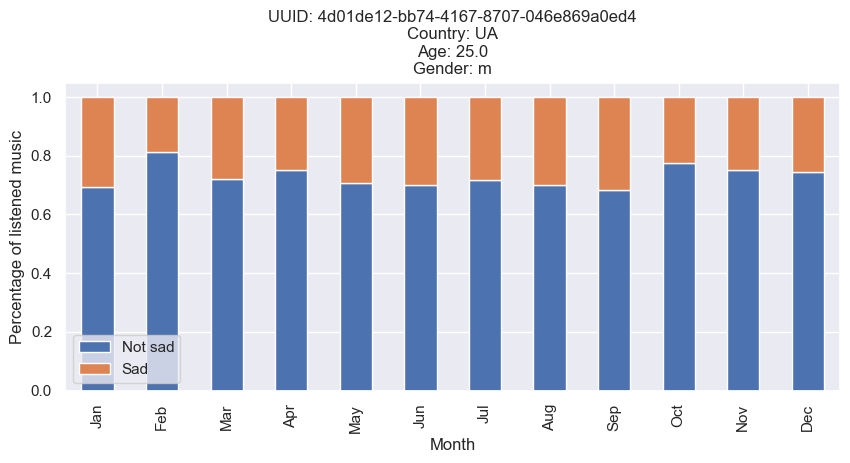 UUID: 4d01de12-bb74-4167-8707-046e869a0ed4
Country: UA
Age: 25.0
Gender: m
Percentage of listened music
1.0
0.8
0.6
0.4
0.2
0.0
Not sad
Sad
Jan
Feb
Mar
Apr
May
Jun
Jul
Aug
Sep
Oct
Nov
Dec
Month